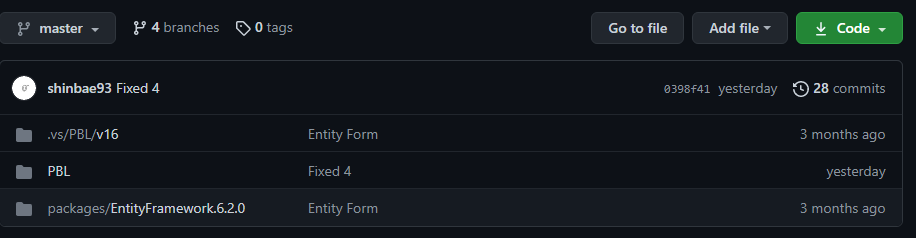 master 4 branches 0 tags Go to file Add file Code
shinbae93 Fixed 4 0398f41 yesterday 28 commits
.vs/PBL/v16 Entity Form 3 months ago
PBL Fixed 4 yesterday
packages/EntityFramework.6.2.0 Entity Form 3 months ago